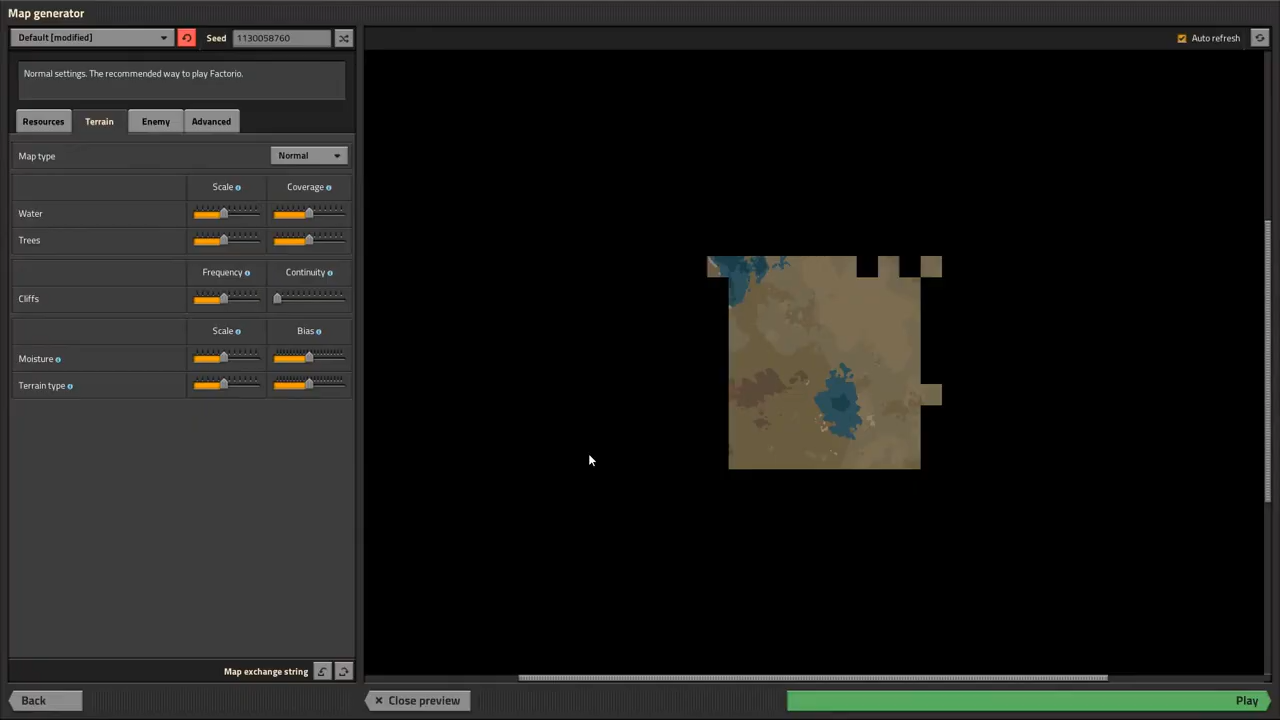 Map generator
Default [modified]
Seed
1130058760
Auto refresh
Normal settings. The recommended way to play Factorio.
Resources
Terrain
Enemy
Advanced
Map type
Normal
Scale
Coverage
Water
Trees
Frequency
Continuity
Cliffs
Scale
Bias
Moisture
Terrain type
Map exchange string
Back
Close preview
Play